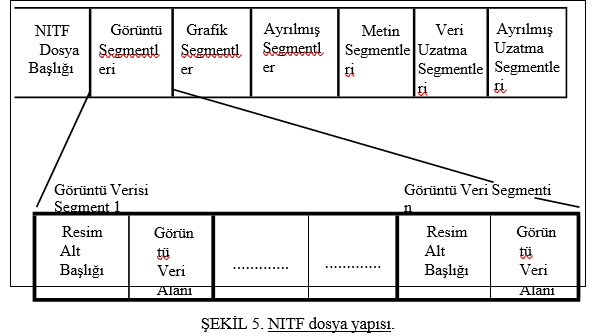 NITF
Dosya
Başlığı
Görüntü
Segmentl
eri
Grafik
Segmentl
er
Ayrılmış
Segmentl
er
Metin
Segmentle
ri
Veri
Uzatma
Segmentle
ri
Ayrılmış
Uzatma
Segmentle
ri
Görüntü Verisi
Segment 1
Görüntü Veri Segmenti
n
Resim
Alt
Başlığı
Görün
tü
Veri
Alanı
............
............
Resim
Alt
Başlığı
Görün
tü
Veri
Alanı
ŞEKİL 5. NITF dosya yapısı.